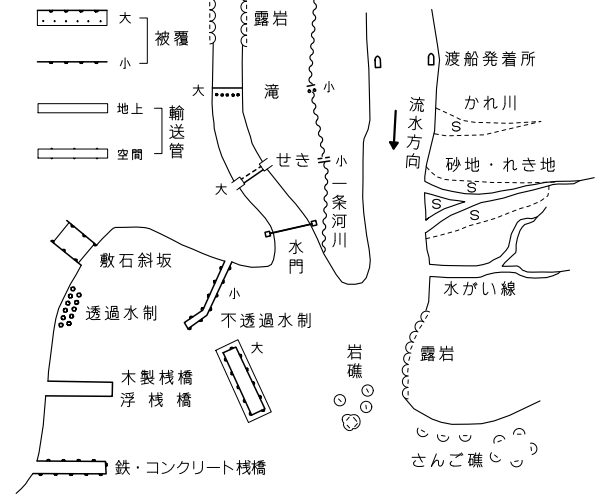 大
被覆
小
地上
輸送管
空間
露岩
大
滝
小
せき
小
大
一条河川
水門
渡船発着所
流水方向
かれ川
S
砂地・れき地
S
S
S
水がい線
敷石斜坂
透過水制
小
不透過水制
大
木製桟橋
浮桟橋
鉄・コンクリート桟橋
岩礁
露岩
さんご礁